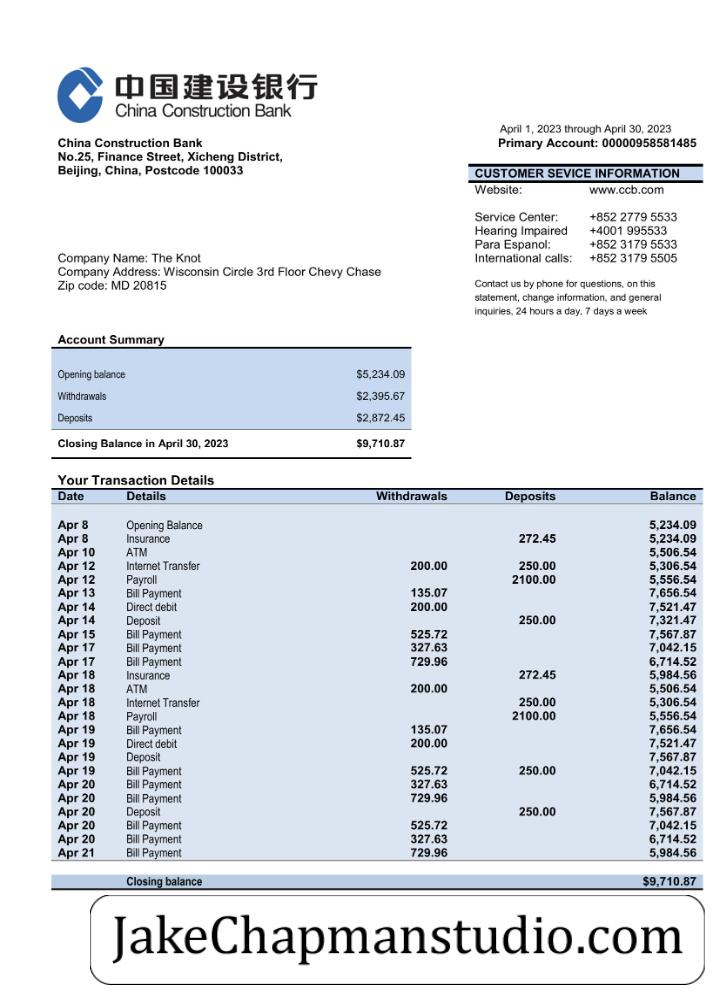 中国建设银行
China Construction Bank
April 1, 2023 through April 30, 2023
Primary Account: 00000958581485
China Construction Bank
No.25, Finance Street, Xicheng District,
Beijing, China, Postcode 100033
CUSTOMER SEVICE INFORMATION
Website: www.ccb.com
Service Center: +852 2779 5533
Hearing Impaired +4001 995533
Para Espanol: +852 3179 5533
International calls: +852 3179 5505
Contact us by phone for questions, on this
statement, change information, and general
inquiries, 24 hours a day, 7 days a week
Company Name: The Knot
Company Address: Wisconsin Circle 3rd Floor Chevy Chase
Zip code: MD 20815
Account Summary
Opening balance $5,234.09
Withdrawals $2,395.67
Deposits $2,872.45
Closing Balance in April 30, 2023 $9,710.87
Your Transaction Details
Date Details Withdrawals Deposits Balance
Apr 8 Opening Balance 5,234.09
Apr 8 Insurance 272.45 5,234.09
Apr 10 ATM 5,506.54
Apr 12 Internet Transfer 200.00 250.00 5,306.54
Apr 12 Payroll 2100.00 5,556.54
Apr 13 Bill Payment 135.07 7,656.54
Apr 14 Direct debit 200.00 7,521.47
Apr 14 Deposit 250.00 7,321.47
Apr 15 Bill Payment 525.72 7,567.87
Apr 17 Bill Payment 327.63 7,042.15
Apr 17 Bill Payment 729.96 6,714.52
Apr 18 Insurance 272.45 5,984.56
Apr 18 ATM 200.00 5,506.54
Apr 18 Internet Transfer 250.00 5,306.54
Apr 18 Payroll 2100.00 5,556.54
Apr 19 Bill Payment 135.07 7,656.54
Apr 19 Direct debit 200.00 7,521.47
Apr 19 Deposit 7,567.87
Apr 19 Bill Payment 525.72 250.00 7,042.15
Apr 20 Bill Payment 327.63 6,714.52
Apr 20 Bill Payment 729.96 5,984.56
Apr 20 Deposit 250.00 7,567.87
Apr 20 Bill Payment 525.72 7,042.15
Apr 20 Bill Payment 327.63 6,714.52
Apr 21 Bill Payment 729.96 5,984.56
Closing balance $9,710.87
JakeChapmanstudio.com